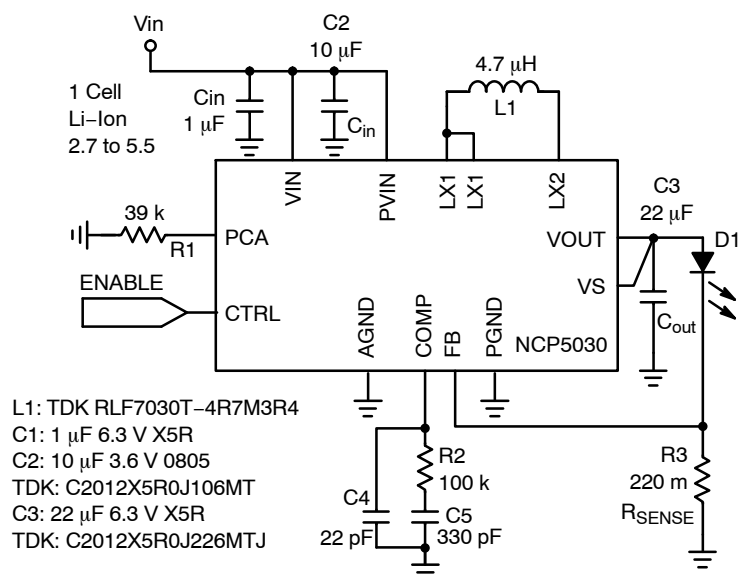 Vin
C2
10 μF
4.7 μH
L1
1 Cell
Li–Ion
2.7 to 5.5
Cin
1 μF
Cin
VIN
PVIN
LX1
LX1
LX2
C3
22 μF
39 k
R1
PCA
VOUT
D1
ENABLE
CTRL
VS
Cout
AGND
COMP
FB
PGND
NCP5030
L1: TDK RLF7030T–4R7M3R4
C1: 1 μF 6.3 V X5R
C2: 10 μF 3.6 V 0805
TDK: C2012X5R0J106MT
C3: 22 μF 6.3 V X5R
TDK: C2012X5R0J226MTJ
R2
100 k
C4
22 pF
C5
330 pF
R3
220 m
RSENSE